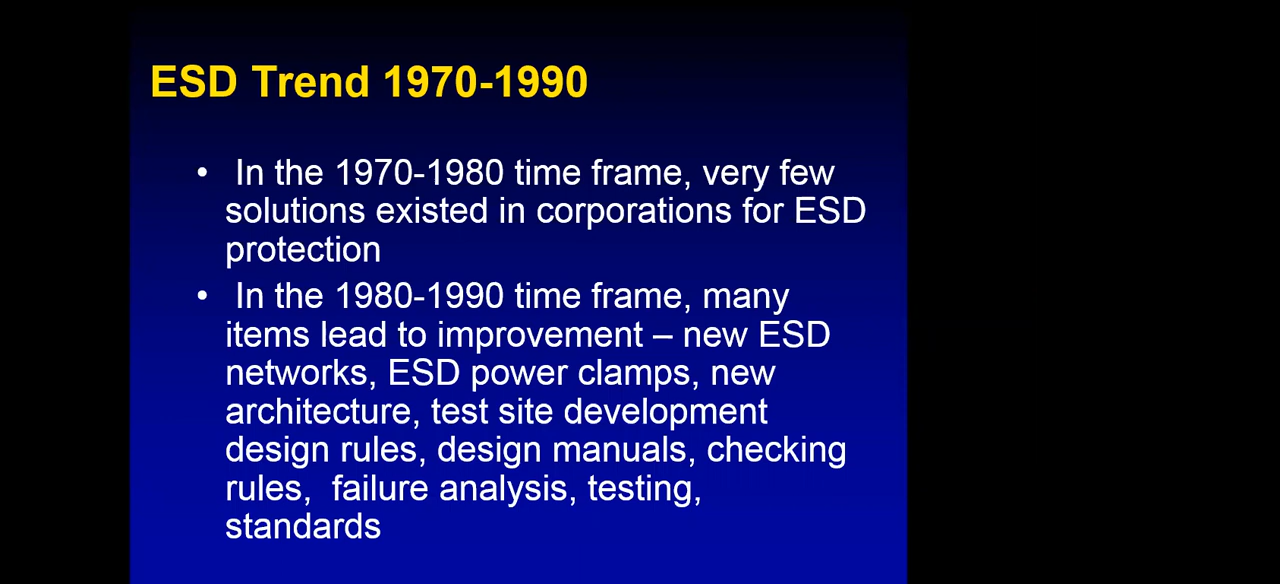 ESD Trend 1970-1990
• In the 1970-1980 time frame, very few
solutions existed in corporations for ESD
protection
• In the 1980-1990 time frame, many
items lead to improvement – new ESD
networks, ESD power clamps, new
architecture, test site development
design rules, design manuals, checking
rules,  failure analysis, testing,
standards